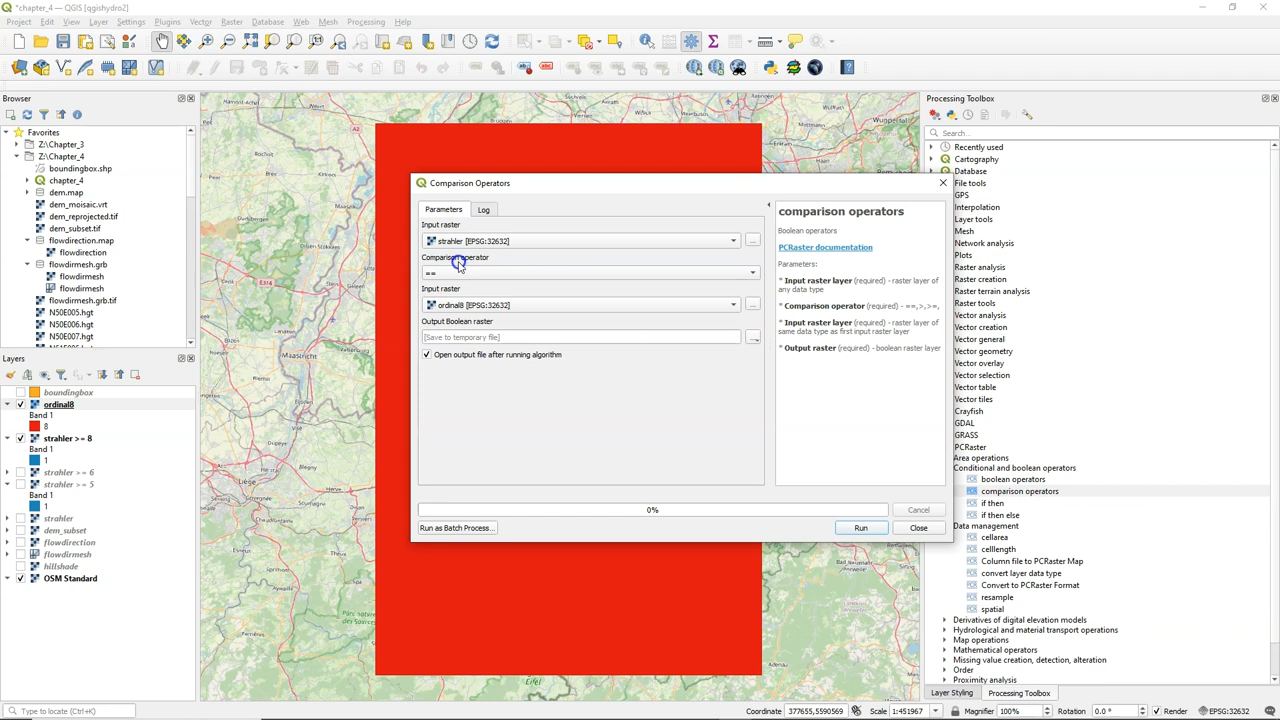 *chapter_4 — QGIS [qgishydro2]
Project Edit View Layer Settings Plugins Vector Raster Database Web Mesh Processing Help
Browser
Favorites
Z:\Chapter_3
Z:\Chapter_4
boundingbox.shp
chapter_4
dem.map
dem_mosaic.vrt
dem_reprojected.tif
dem_subset.tif
flowdirection.map
flowdirection
flowdirmesh.grb
flowdirmesh
flowdirmesh
flowdirmesh.grb.tif
N50E005.hgt
N50E006.hgt
N50E007.hgt
Layers
boundingbox
ordinal8
Band 1
8
strahler >= 8
Band 1
1
strahler >= 6
strahler >= 5
Band 1
1
strahler
dem_subset
flowdirection
flowdirmesh
hillshade
OSM Standard
Comparison Operators
Parameters Log
Input raster
strahler [EPSG:32632]
Comparison operator
==
Input raster
ordinal8 [EPSG:32632]
Output Boolean raster
[Save to temporary file]
Open output file after running algorithm
0%
Cancel
Run as Batch Process...
Run
Close
comparison operators
Boolean operators
PCRaster documentation
Parameters:
* Input raster layer (required) - raster layer of
any data type
* Comparison operator (required) - ==,>,>=,
* Input raster layer (required) - raster layer of
same data type as first input raster layer
* Output raster (required) - boolean raster layer
Processing Toolbox
Search...
Recently used
Cartography
Database
File tools
GPS
Interpolation
Layer tools
Mesh
Network analysis
Plots
Raster analysis
Raster creation
Raster terrain analysis
Raster tools
Vector analysis
Vector creation
Vector general
Vector geometry
Vector overlay
Vector selection
Vector table
Vector tiles
Crayfish
GDAL
GRASS
PCRaster
Area operations
Conditional and boolean operators
boolean operators
comparison operators
if then
if then else
Data management
cellarea
celllength
Column file to PCRaster Map
convert layer data type
Convert to PCRaster Format
resample
spatial
Derivatives of digital elevation models
Hydrological and material transport operations
Map operations
Mathematical operators
Missing value creation, detection, alteration
Order
Proximity analysis
Layer Styling Processing Toolbox
Maastricht
Liège
Eifel
Type to locate (Ctrl+K)
Coordinate 377655,5590569 Scale 1:451967 Magnifier 100% Rotation 0.0 ° Render EPSG:32632